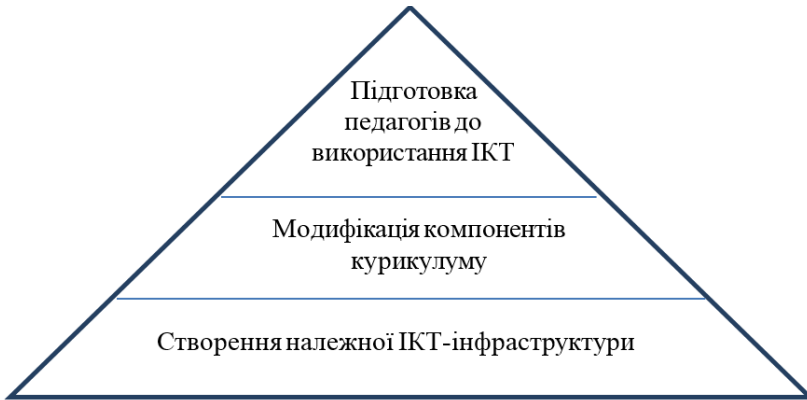 Підготовка
педагогів до
використання ІКТ
Модифікація компонентів
курикулуму
Створення належної ІКТ-інфраструктури